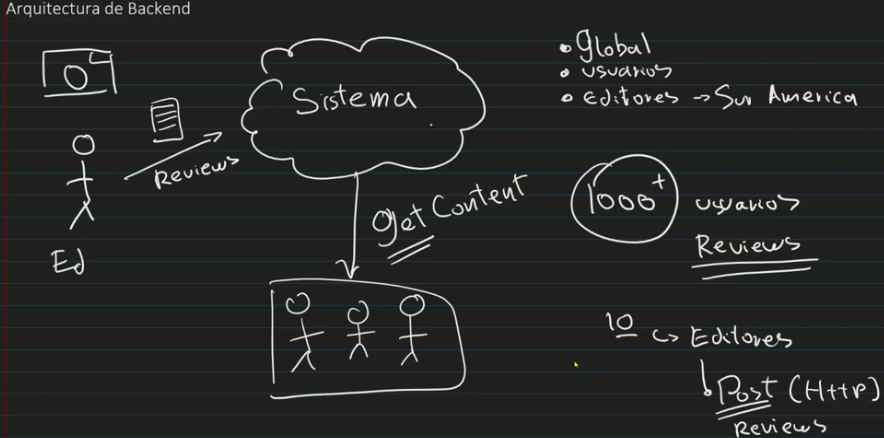 Arquitectura de Backend
Sistema
Reviews
Ed
Get Content
• Global
• usuarios
• Editores → Sur America
1000+ usuarios
Reviews
10 ↪ Editores
Post (Http)
Reviews